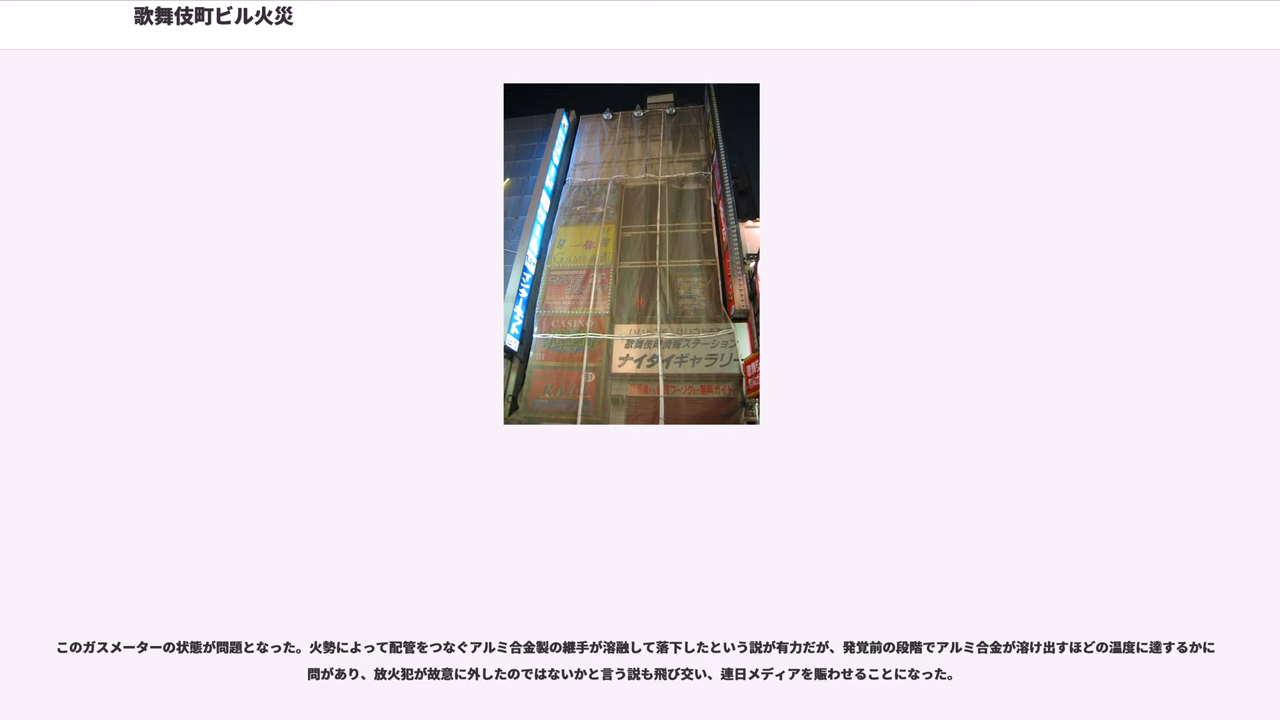 歌舞伎町ビル火災
一休
CASINO
歌舞伎町情報ステーション
ナイタイギャラリー
無料ガイド
このガスメーターの状態が問題となった。火勢によって配管をつなぐアルミ合金製の継手が溶融して落下したという説が有力だが、発覚前の段階でアルミ合金が溶け出すほどの温度に達するかに
問があり、放火犯が故意に外したのではないかと言う説も飛び交い、連日メディアを賑わせることになった。